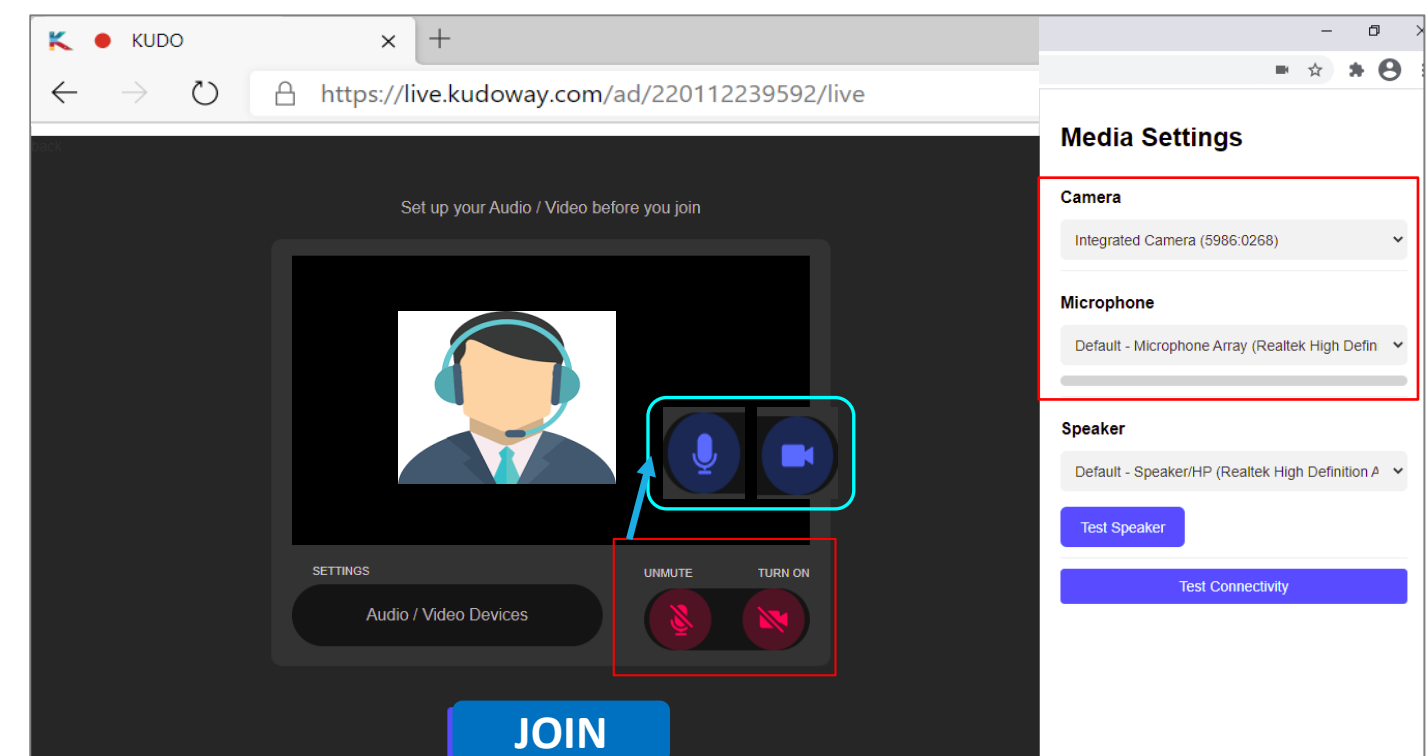 KUDO
https://live.kudoway.com/ad/220112239592/live
back
Set up your Audio / Video before you join
SETTINGS
UNMUTE TURN ON
Audio / Video Devices
JOIN
Media Settings
Camera
Integrated Camera (5986:0268)
Microphone
Default - Microphone Array (Realtek High Defin
Speaker
Default - Speaker/HP (Realtek High Definition A
Test Speaker
Test Connectivity